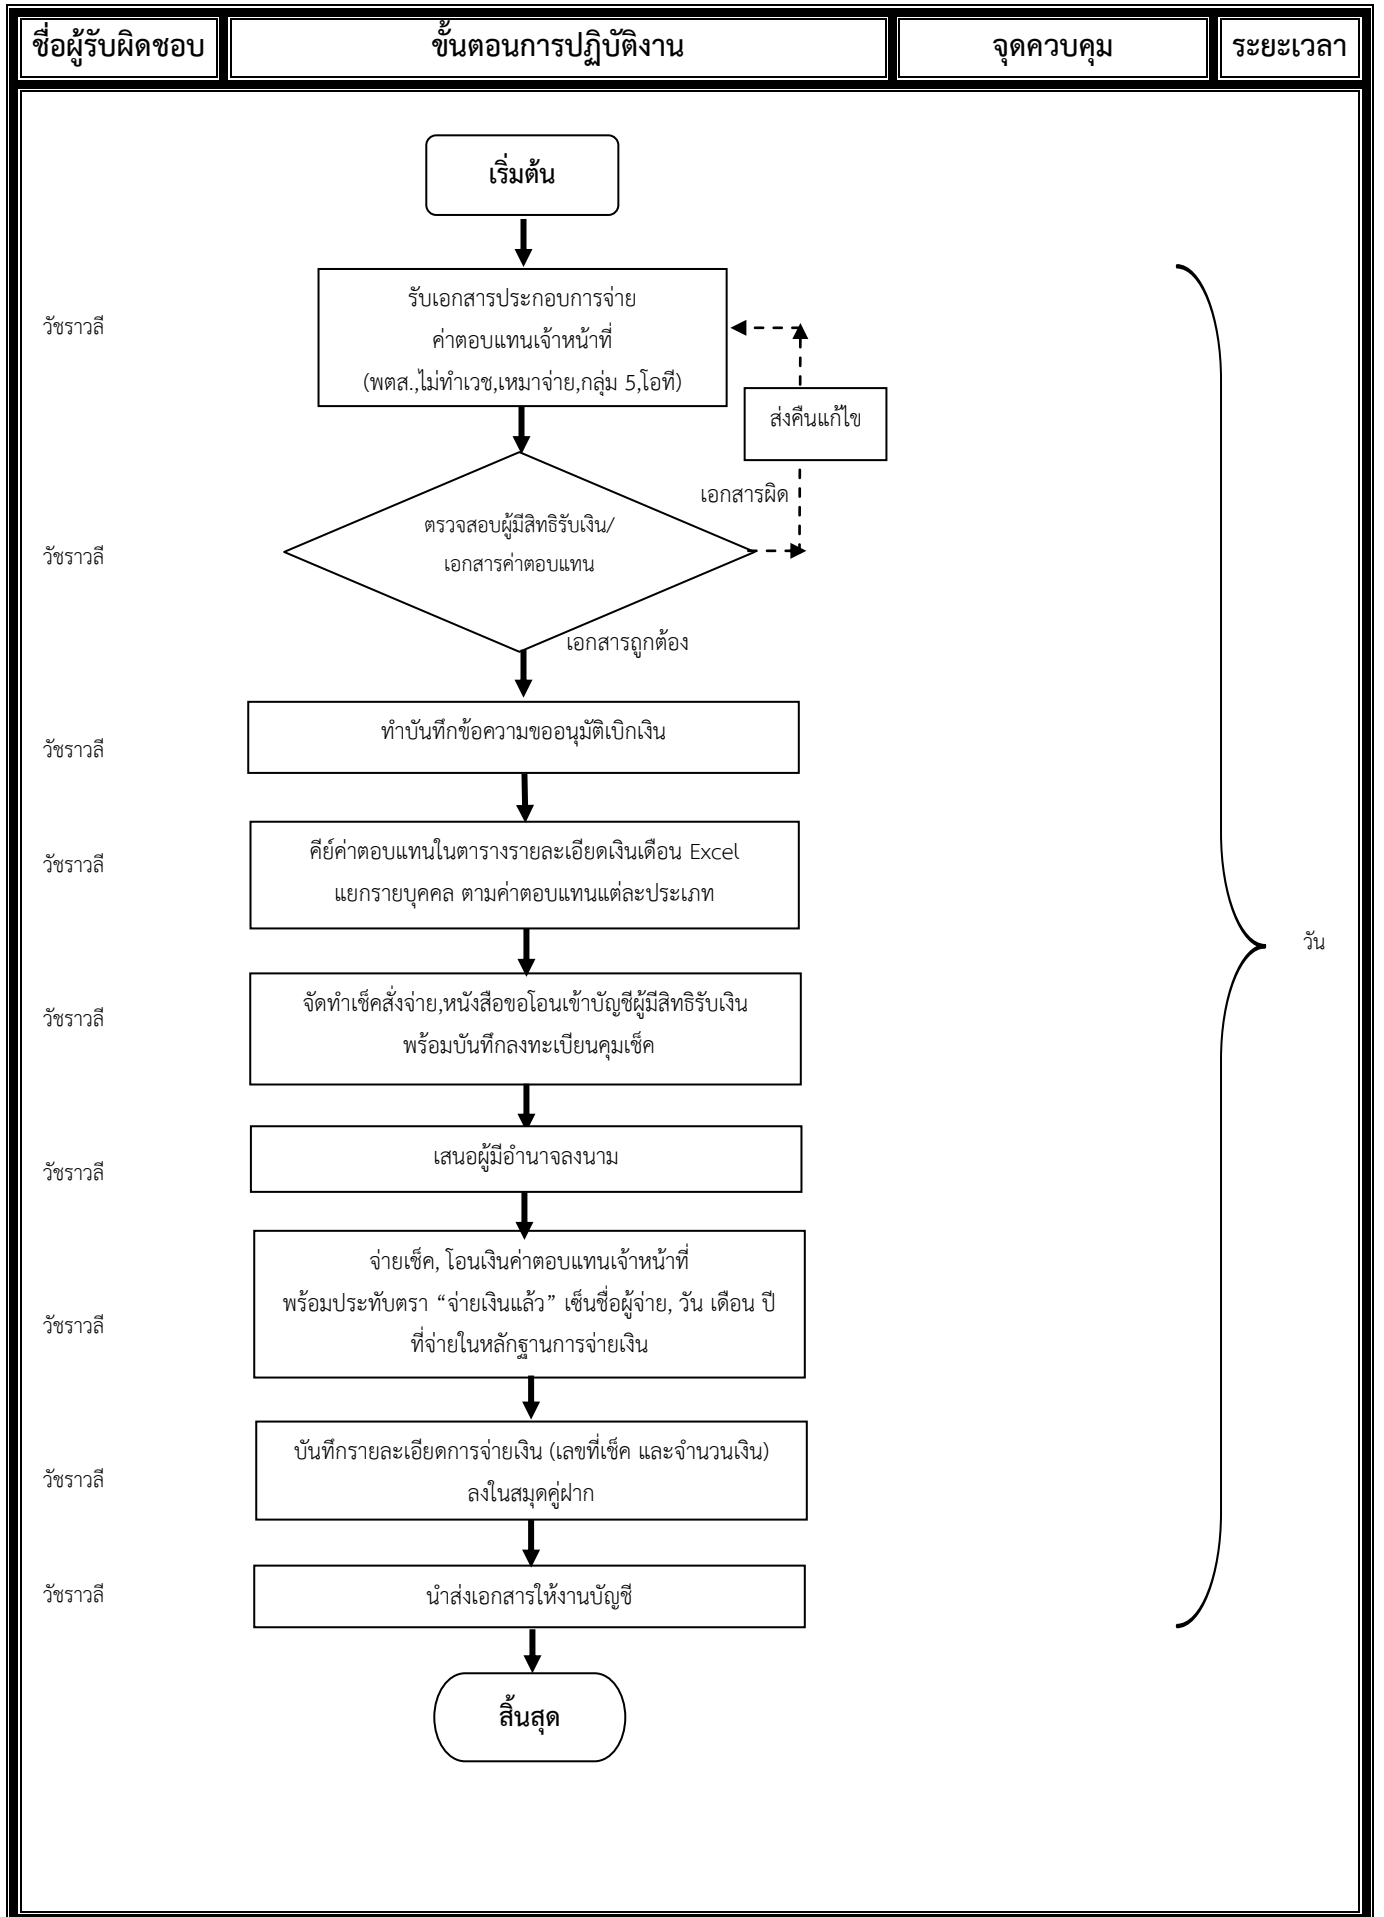 ชื่อผู้รับผิดชอบ ขั้นตอนการปฏิบัติงาน จุดควบคุม ระยะเวลา
เริ่มต้น
วัชราวลี
รับเอกสารประกอบการจ่าย
ค่าตอบแทนเจ้าหน้าที่
(พตส.,ไม่ทำเวช,เหมาจ่าย,กลุ่ม 5,โอที)
ส่งคืนแก้ไข
เอกสารผิด
วัชราวลี
ตรวจสอบผู้มีสิทธิรับเงิน/
เอกสารค่าตอบแทน
เอกสารถูกต้อง
วัชราวลี
ทำบันทึกข้อความขออนุมัติเบิกเงิน
วัชราวลี
คีย์ค่าตอบแทนในตารางรายละเอียดเงินเดือน Excel
แยกรายบุคคล ตามค่าตอบแทนแต่ละประเภท
วัน
วัชราวลี
จัดทำเช็คสั่งจ่าย,หนังสือขอโอนเข้าบัญชีผู้มีสิทธิรับเงิน
พร้อมบันทึกลงทะเบียนคุมเช็ค
วัชราวลี
เสนอผู้มีอำนาจลงนาม
วัชราวลี
จ่ายเช็ค, โอนเงินค่าตอบแทนเจ้าหน้าที่
พร้อมประทับตรา “จ่ายเงินแล้ว” เซ็นชื่อผู้จ่าย, วัน เดือน ปี
ที่จ่ายในหลักฐานการจ่ายเงิน
วัชราวลี
บันทึกรายละเอียดการจ่ายเงิน (เลขที่เช็ค และจำนวนเงิน)
ลงในสมุดคู่ฝาก
วัชราวลี
นำส่งเอกสารให้งานบัญชี
สิ้นสุด